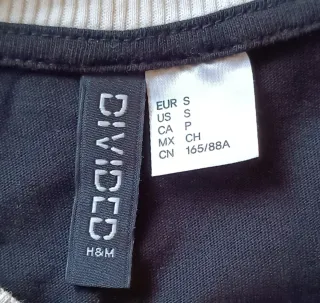 DIVIDED
H&M
EUR S
US S
CA P
MX CH
CN 165/88A